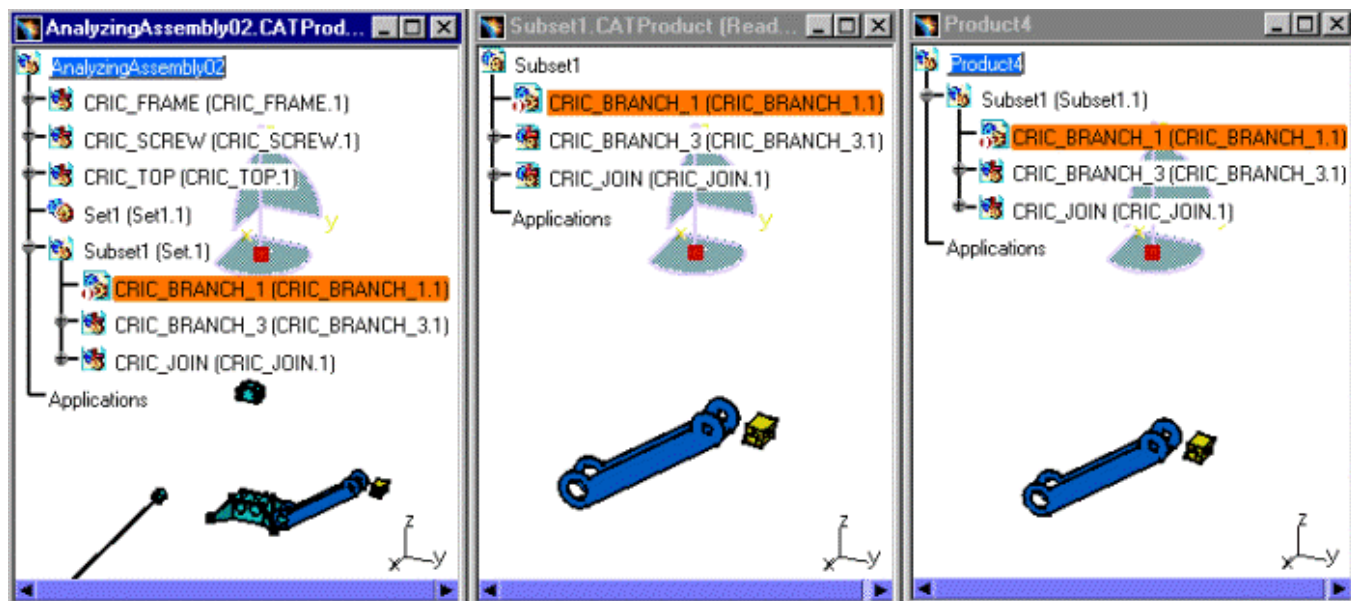 AnalyzingAssembly02.CATProd...
AnalyzingAssembly02
CRIC_FRAME (CRIC_FRAME.1)
CRIC_SCREW (CRIC_SCREW.1)
CRIC_TOP (CRIC_TOP.1)
Set1 (Set1.1)
Subset1 (Set.1)
CRIC_BRANCH_1 (CRIC_BRANCH_1.1)
CRIC_BRANCH_3 (CRIC_BRANCH_3.1)
CRIC_JOIN (CRIC_JOIN.1)
Applications
x y
z
x y
Subset1.CATProduct (Read...
Subset1
CRIC_BRANCH_1 (CRIC_BRANCH_1.1)
CRIC_BRANCH_3 (CRIC_BRANCH_3.1)
CRIC_JOIN (CRIC_JOIN.1)
Applications
x y
z
x y
Product4
Product4
Subset1 (Subset1.1)
CRIC_BRANCH_1 (CRIC_BRANCH_1.1)
CRIC_BRANCH_3 (CRIC_BRANCH_3.1)
CRIC_JOIN (CRIC_JOIN.1)
Applications
x y
z
x y